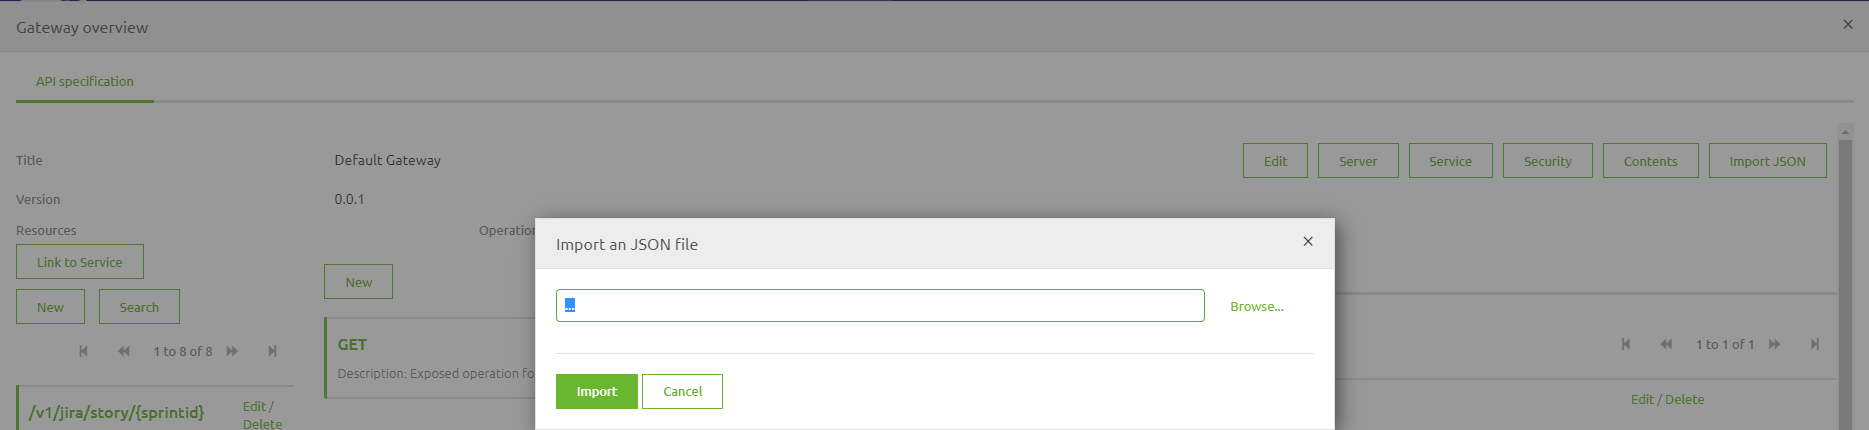 Gateway overview
×
API specification
Title
Default Gateway
Edit
Server
Service
Security
Contents
Import JSON
Version
0.0.1
Resources
Operation
Link to Service
New
New
Search
1 to 8 of 8
GET
Description: Exposed operation fo
/v1/jira/story/{sprintid}
Edit / Delete
Import an JSON file
×
...
Browse...
Import
Cancel
1 to 1 of 1
Edit / Delete